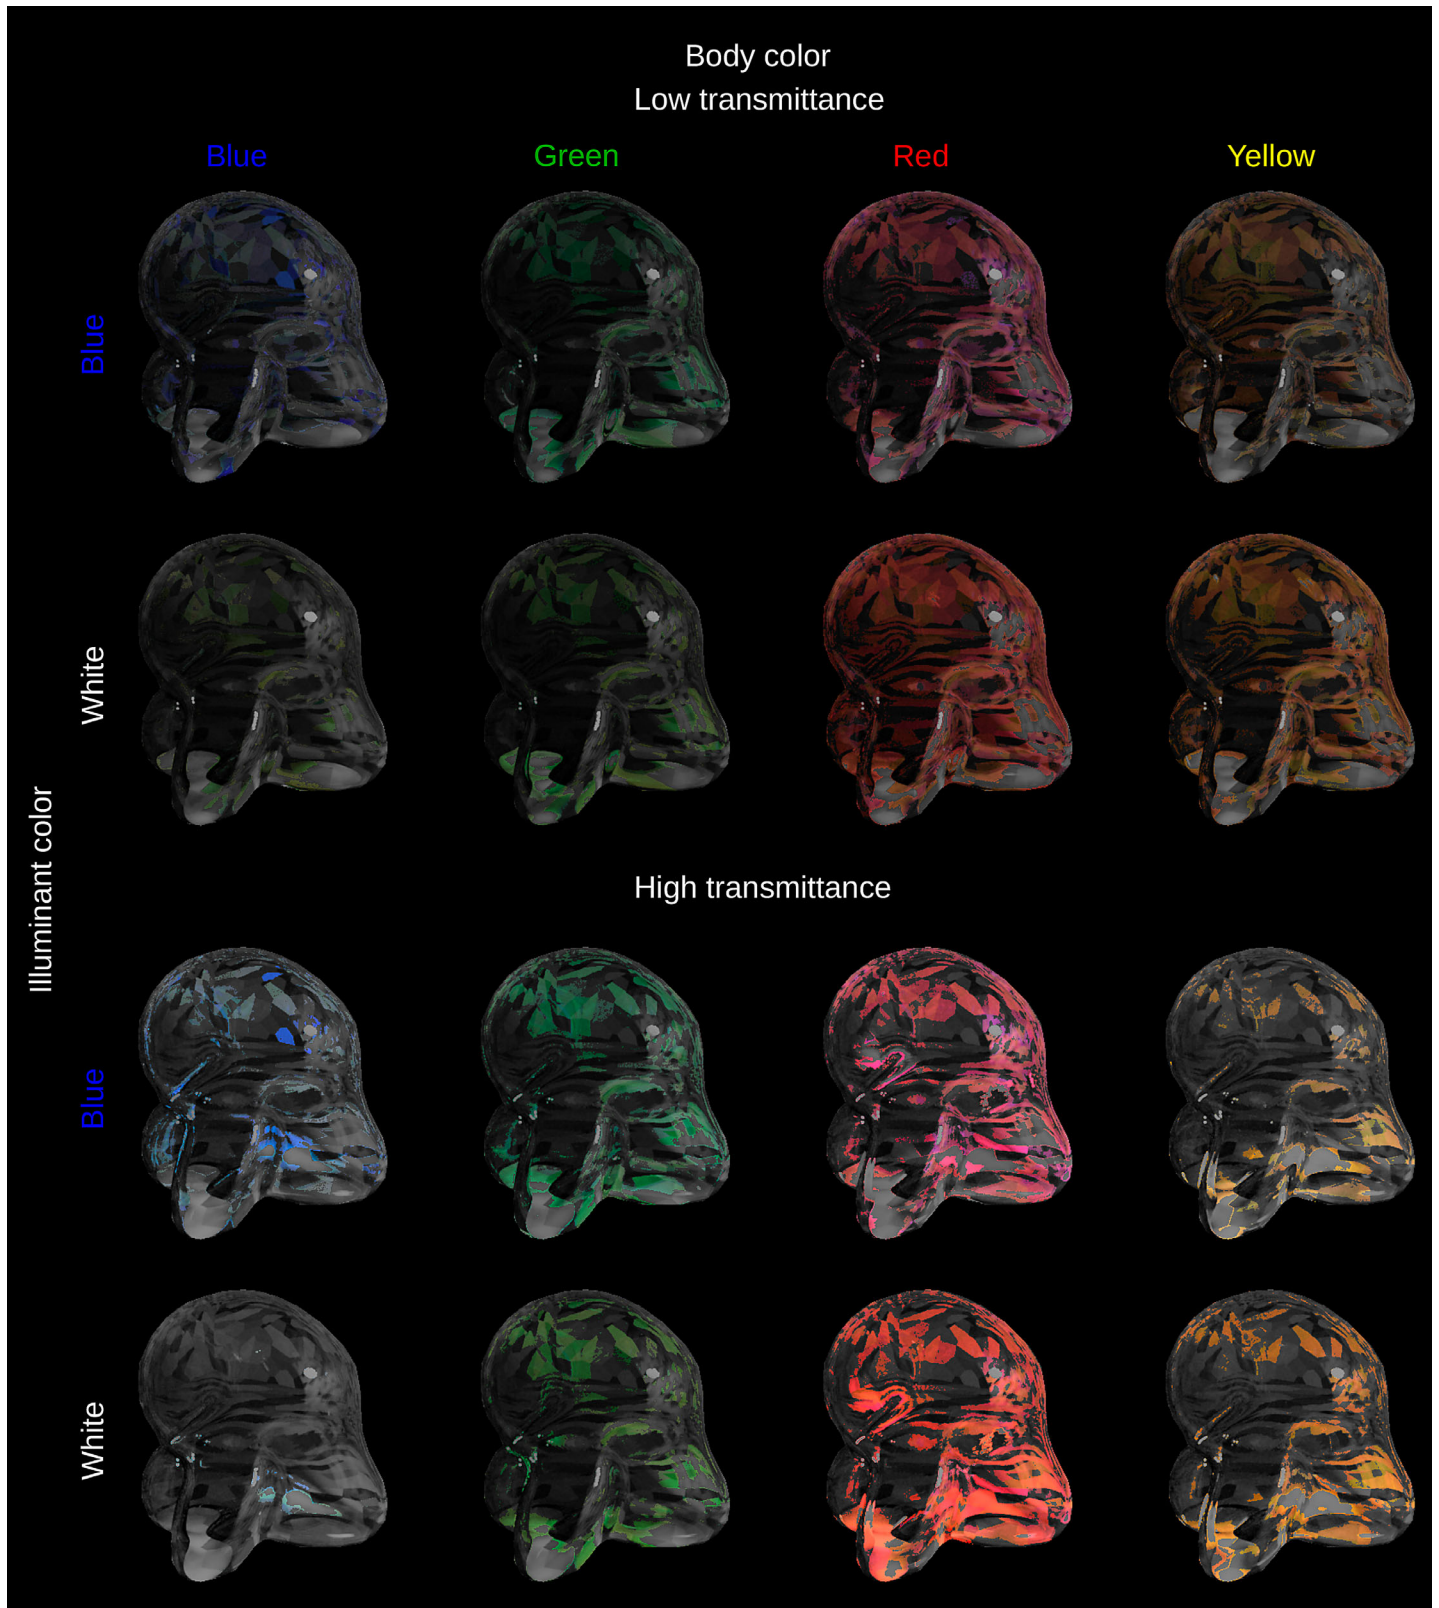 Body color
Low transmittance
Blue
Green
Red
Yellow
Blue
White
Illuminant color
High transmittance
Blue
White